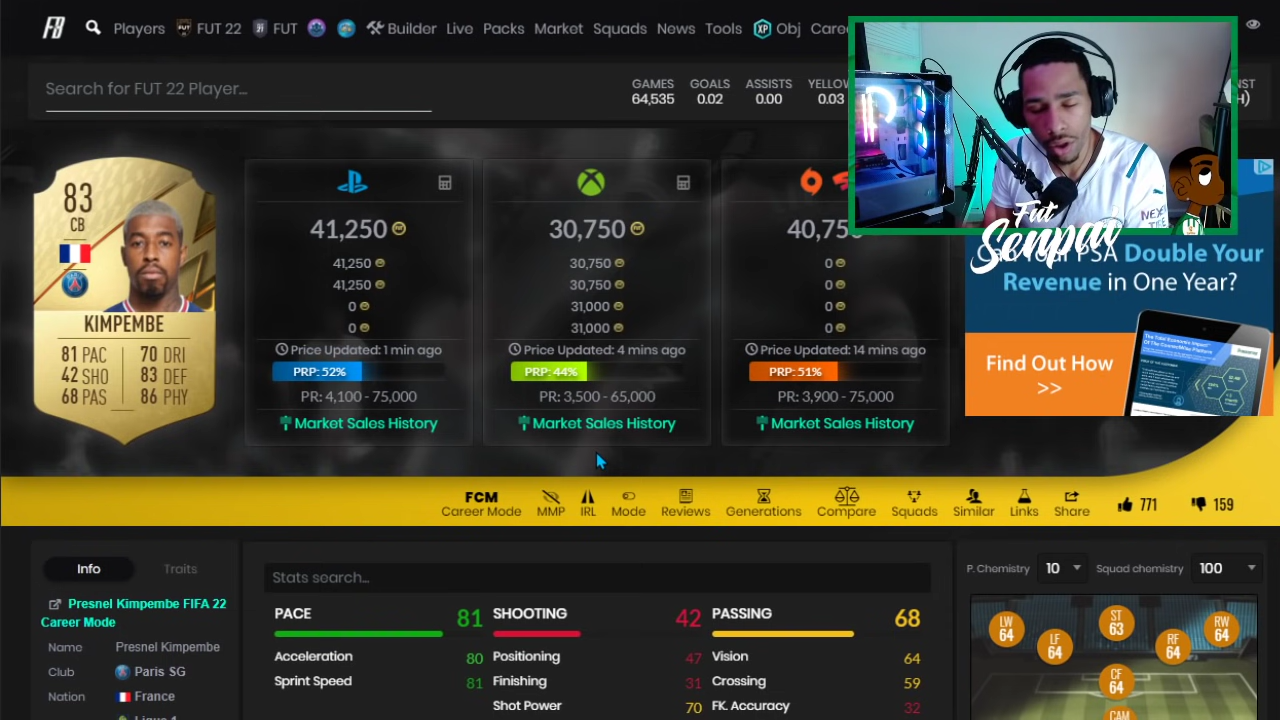 FB Players FUT 22 FUT Builder Live Packs Market Squads News Tools XP Obj
Search for FUT 22 Player...
GAMES GOALS ASSISTS
64,535 0.02 0.00 0.03
Fut
Senpai
83
CB
KIMPEMBE
81 PAC 70 DRI
42 SHO 83 DEF
68 PAS 86 PHY
41,250
41,250
41,250
0
0
Price Updated: 1 min ago
PRP: 52%
PR: 4,100 - 75,000
Market Sales History
30,750
30,750
30,750
31,000
31,000
Price Updated: 4 mins ago
PRP: 44%
PR: 3,500 - 65,000
Market Sales History
0
0
0
0
Price Updated: 14 mins ago
PRP: 51%
PR: 3,900 - 75,000
Market Sales History
Double Your
Revenue in One Year?
Find Out How
>>
FCM
Career Mode MMP IRL Mode Reviews Generations Compare Squads Similar Links Share 771 159
Info Traits
Presnel Kimpembe FIFA 22
Career Mode
Name Presnel Kimpembe
Club Paris SG
Nation France
Stats search...
PACE 81
Acceleration 80
Sprint Speed 81
SHOOTING 42
Positioning 47
Finishing 31
Shot Power 70
PASSING 68
Vision 64
Crossing 59
FK. Accuracy 32
P. Chemistry 10 Squad chemistry 100
LW 64
LF 64
ST 63
RF 64
RW 64
CF 64
CAM